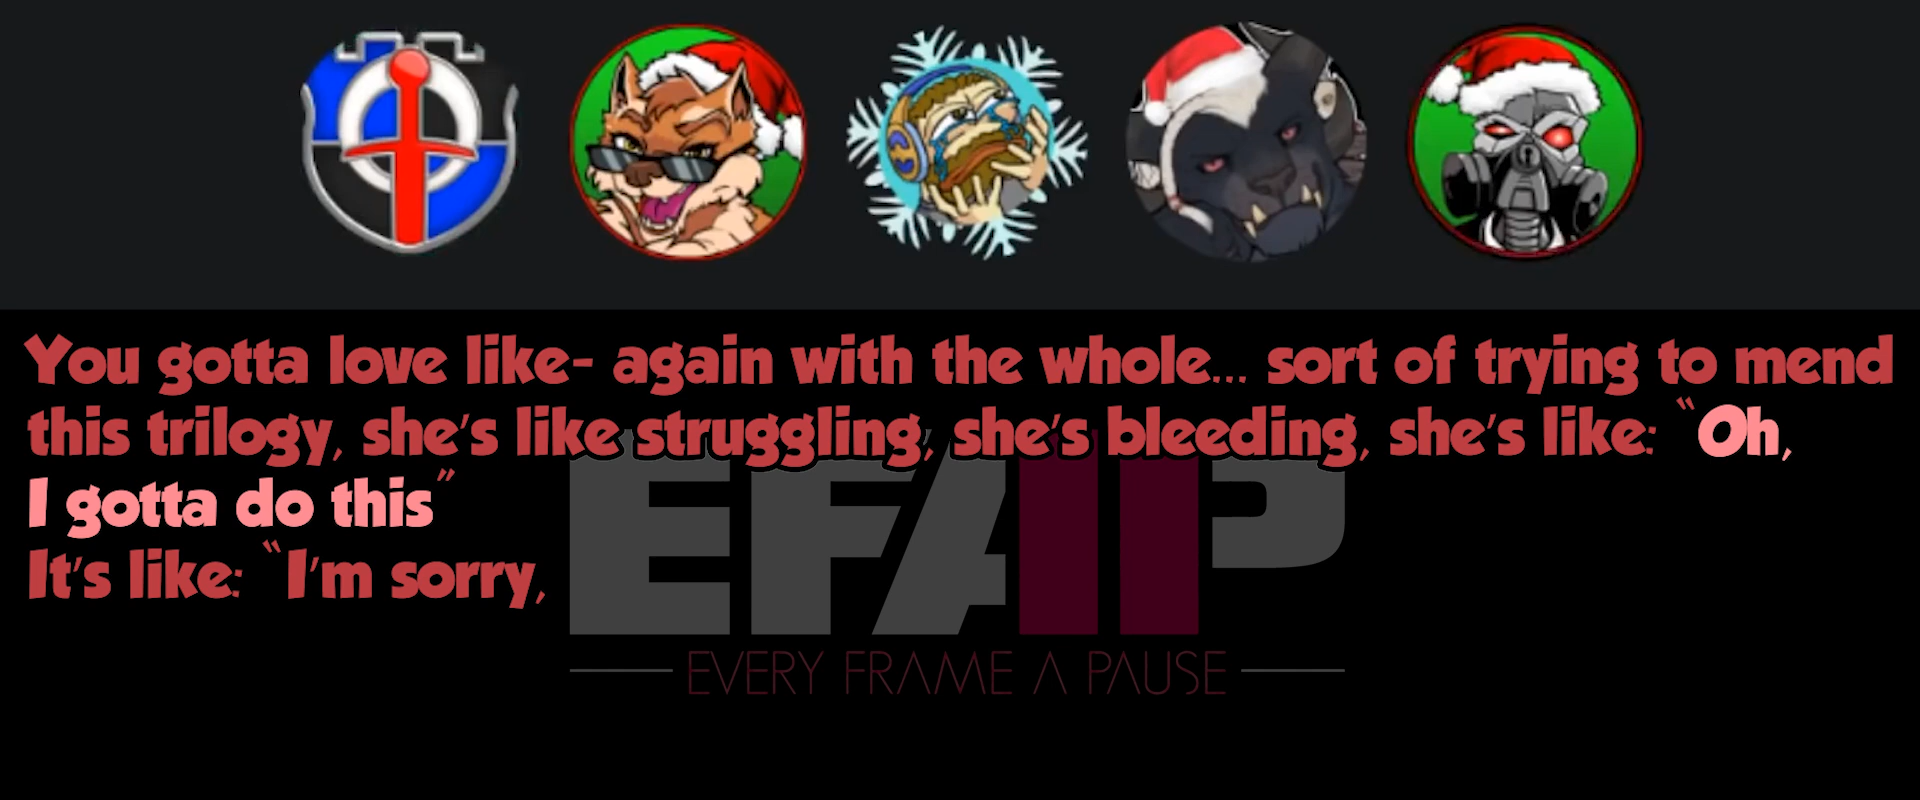 You gotta love like- again with the whole... sort of trying to mend
this trilogy, she's like struggling, she's bleeding, she's like: "Oh,
I gotta do this"
It's like: "I'm sorry,
EFAP
EVERY FRAME A PAUSE